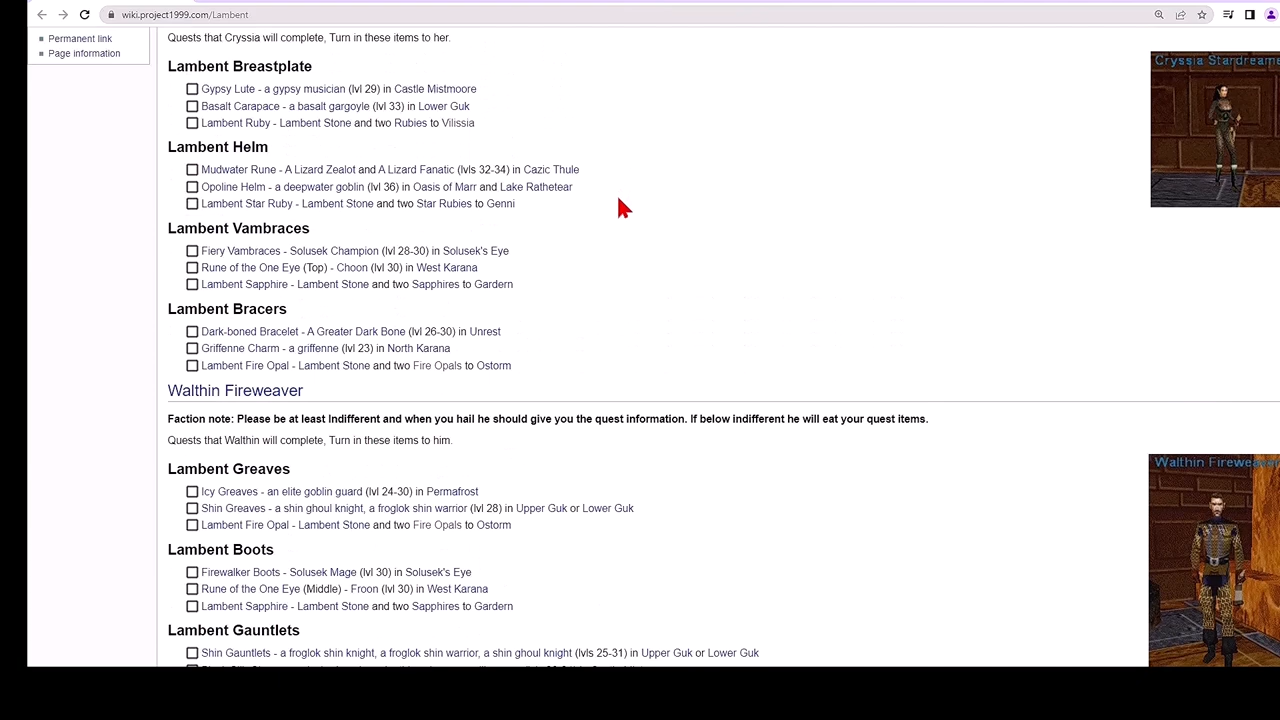 wiki.project1999.com/Lambent
Permanent link
Page information
Quests that Cryssia will complete, Turn in these items to her.
Cryssia Stardreame
Lambent Breastplate
Gypsy Lute - a gypsy musician (lvl 29) in Castle Mistmoore
Basalt Carapace - a basalt gargoyle (lvl 33) in Lower Guk
Lambent Ruby - Lambent Stone and two Rubies to Vilissia
Lambent Helm
Mudwater Rune - A Lizard Zealot and A Lizard Fanatic (lvls 32-34) in Cazic Thule
Opoline Helm - a deepwater goblin (lvl 36) in Oasis of Marr and Lake Rathetear
Lambent Star Ruby - Lambent Stone and two Star Rubies to Genni
Lambent Vambraces
Fiery Vambraces - Solusek Champion (lvl 28-30) in Solusek's Eye
Rune of the One Eye (Top) - Choon (lvl 30) in West Karana
Lambent Sapphire - Lambent Stone and two Sapphires to Gardern
Lambent Bracers
Dark-boned Bracelet - A Greater Dark Bone (lvl 26-30) in Unrest
Griffenne Charm - a griffenne (lvl 23) in North Karana
Lambent Fire Opal - Lambent Stone and two Fire Opals to Ostorm
Walthin Fireweaver
Faction note: Please be at least Indifferent and when you hail he should give you the quest information. If below indifferent he will eat your quest items.
Quests that Walthin will complete, Turn in these items to him.
Walthin Fireweaver
Lambent Greaves
Icy Greaves - an elite goblin guard (lvl 24-30) in Permafrost
Shin Greaves - a shin ghoul knight, a froglok shin warrior (lvl 28) in Upper Guk or Lower Guk
Lambent Fire Opal - Lambent Stone and two Fire Opals to Ostorm
Lambent Boots
Firewalker Boots - Solusek Mage (lvl 30) in Solusek's Eye
Rune of the One Eye (Middle) - Froon (lvl 30) in West Karana
Lambent Sapphire - Lambent Stone and two Sapphires to Gardern
Lambent Gauntlets
Shin Gauntlets - a froglok shin knight, a froglok shin warrior, a shin ghoul knight (lvls 25-31) in Upper Guk or Lower Guk